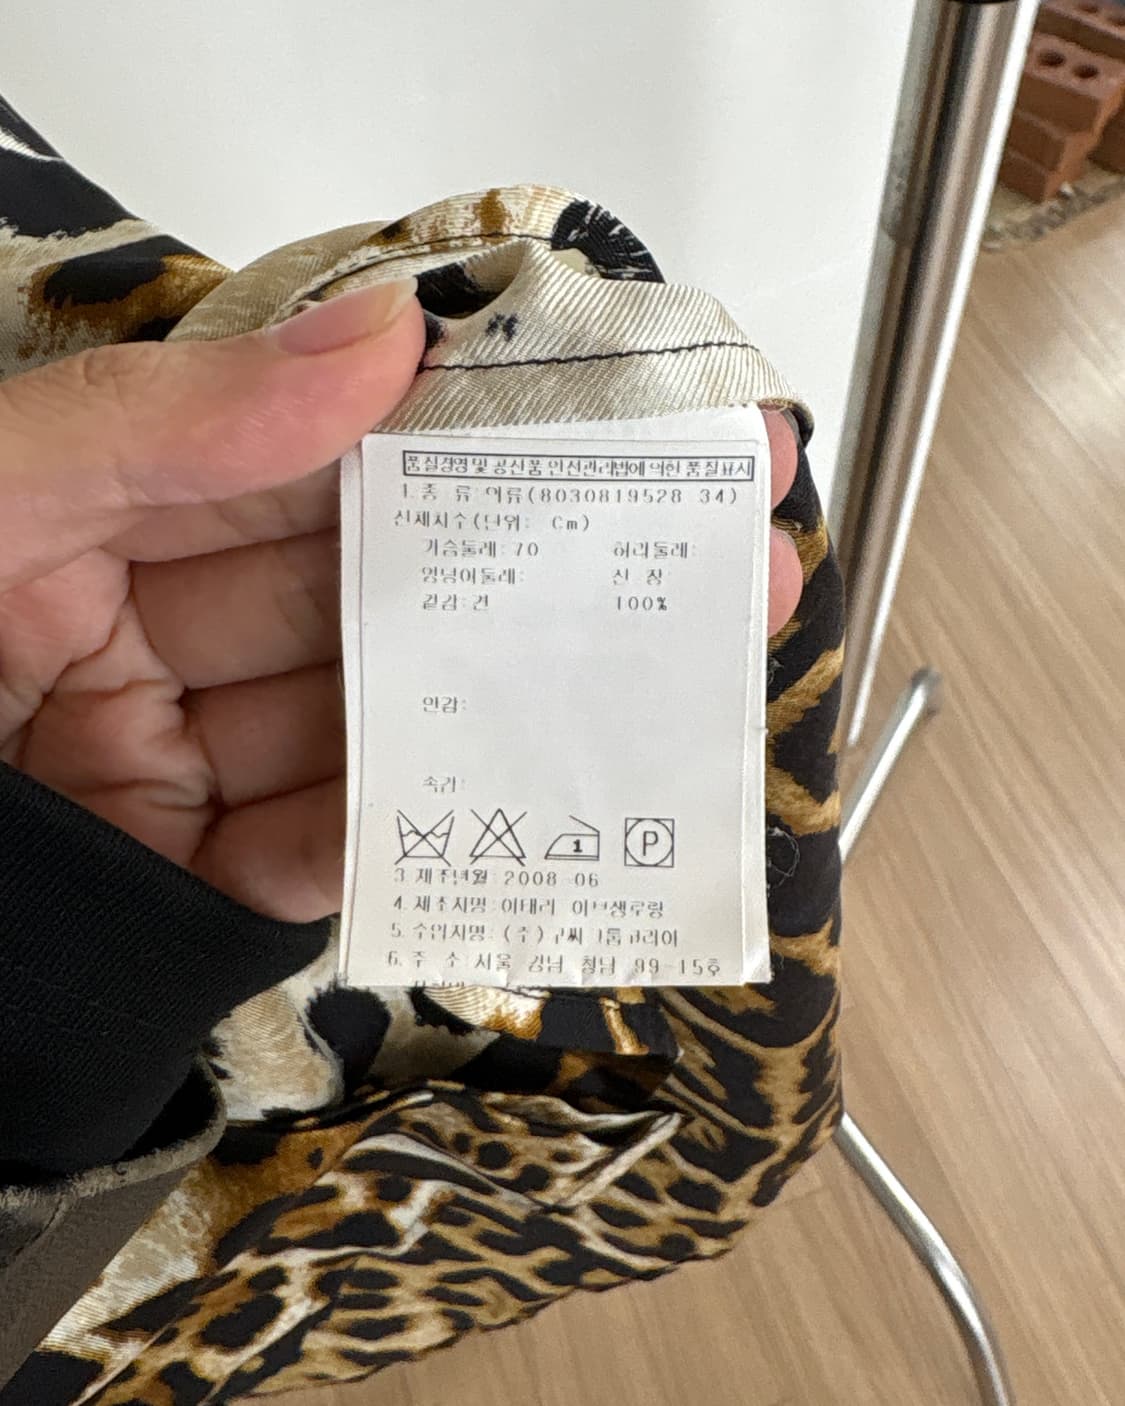 품질경영및 공산품 안전관리법에 의한 품질표시
1.종 류:의류(8030819528 34)
신체치수(단위: Cm)
가슴둘레:70 허리둘레:
엉덩이둘레: 신 장:
겉감:견 100%
안감:
속감:
1
P
3.제조년월:2008 06
4.제조자명:이태리 이브생로랑
5.수입자명:(주)구찌그룹코리아
6.주 소:서울 강남 청담 99-15호